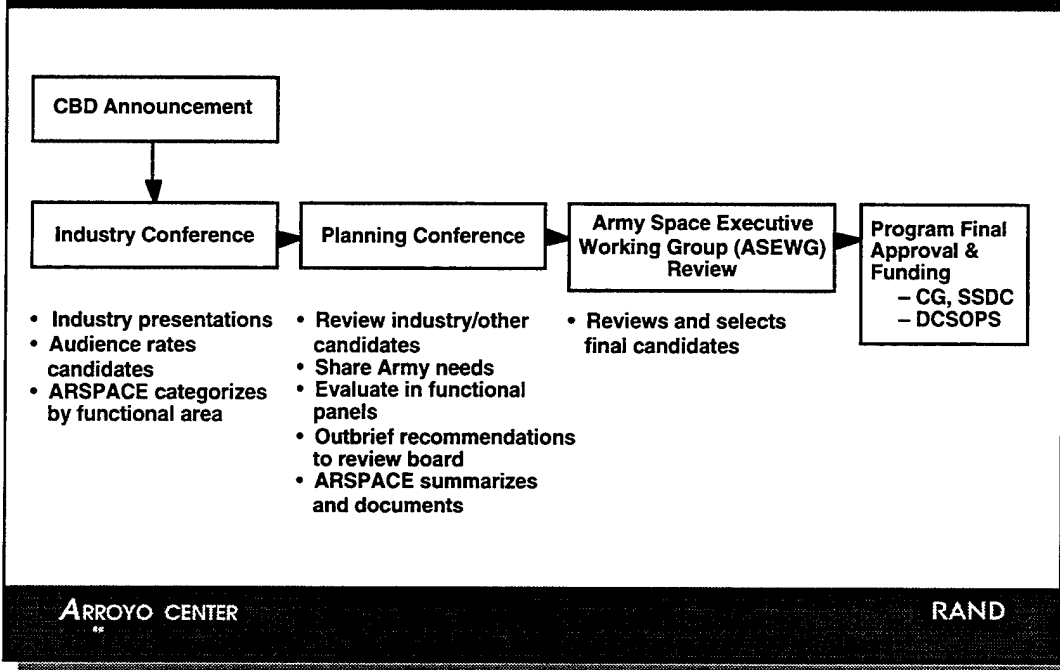 CBD Announcement
Industry Conference
Planning Conference
Army Space Executive
Working Group (ASEWG)
Review
Program Final
Approval &
Funding
– CG, SSDC
– DCSOPS
• Industry presentations
• Audience rates
candidates
• ARSPACE categorizes
by functional area
• Review industry/other
candidates
• Share Army needs
• Evaluate in functional
panels
• Outbrief recommendations
to review board
• ARSPACE summarizes
and documents
• Reviews and selects
final candidates
ARROYO CENTER
RAND